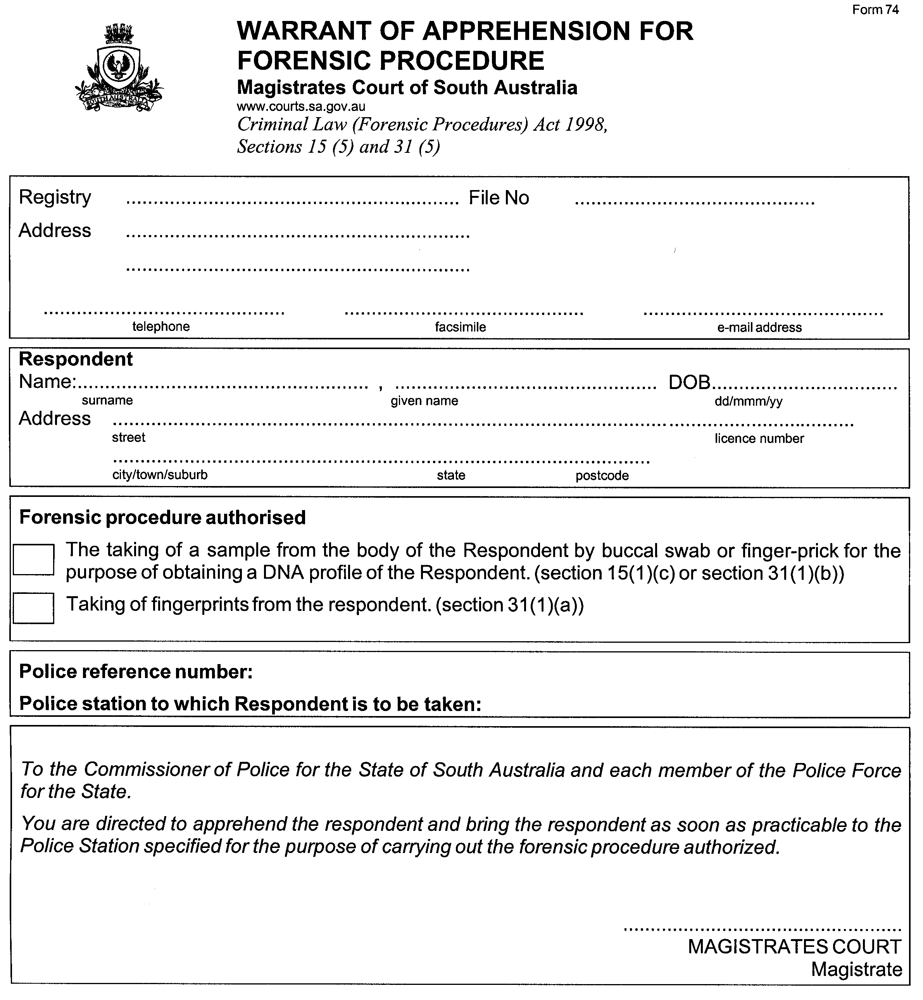 Form 74
WARRANT OF APPREHENSION FOR
FORENSIC PROCEDURE
Magistrates Court of South Australia
www.courts.sa.gov.au
Criminal Law (Forensic Procedures) Act 1998,
Sections 15 (5) and 31 (5)
SOUTH AUSTRALIA
Registry .......... File No ..........
Address ..........
..........
.......... .......... ..........
telephone facsimile e-mail address
Respondent
Name:.......... , .......... DOB..........
surname given name dd/mmm/yy
Address ..........
street licence number
..........
city/town/suburb state postcode
Forensic procedure authorised
The taking of a sample from the body of the Respondent by buccal swab or finger-prick for the
purpose of obtaining a DNA profile of the Respondent. (section 15(1)(c) or section 31(1)(b))
Taking of fingerprints from the respondent. (section 31(1)(a))
Police reference number:
Police station to which Respondent is to be taken:
To the Commissioner of Police for the State of South Australia and each member of the Police Force
for the State.
You are directed to apprehend the respondent and bring the respondent as soon as practicable to the
Police Station specified for the purpose of carrying out the forensic procedure authorized.
..........
MAGISTRATES COURT
Magistrate